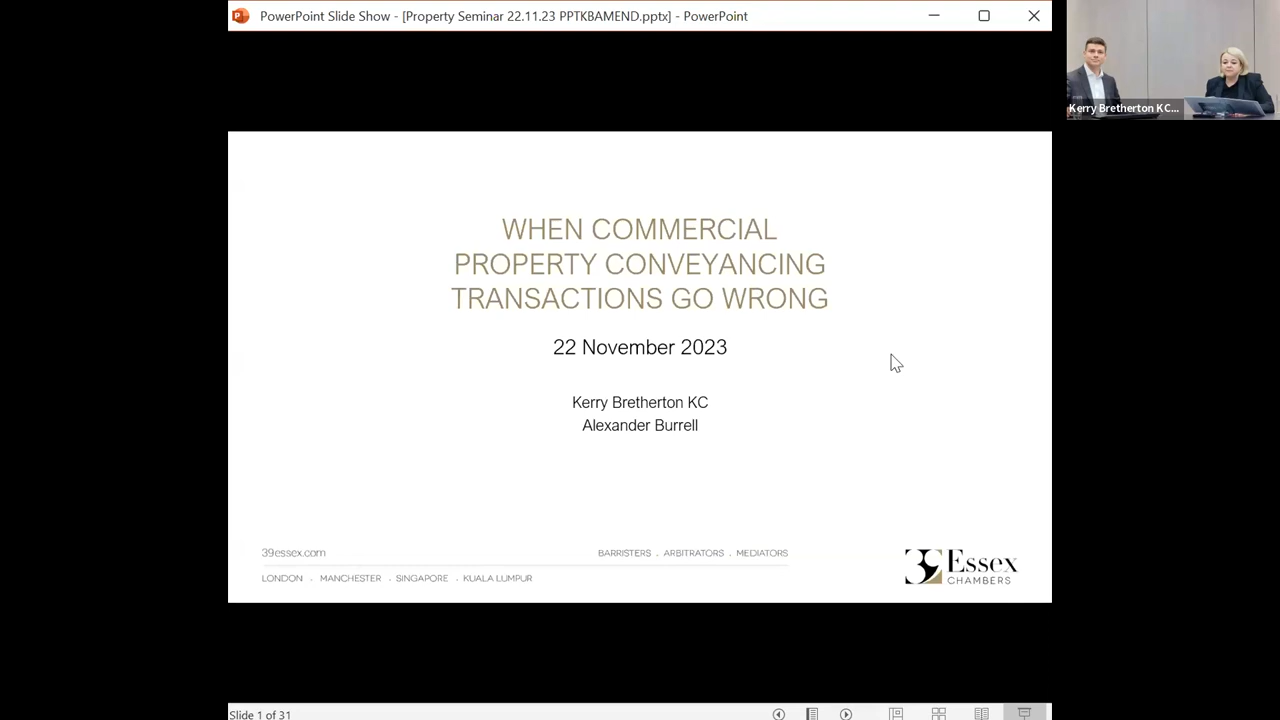 PowerPoint Slide Show - [Property Seminar 22.11.23 PPTKBAMEND.pptx] - PowerPoint
Kerry Bretherton KC...
WHEN COMMERCIAL
PROPERTY CONVEYANCING
TRANSACTIONS GO WRONG
22 November 2023
Kerry Bretherton KC
Alexander Burrell
39essex.com
BARRISTERS . ARBITRATORS . MEDIATORS
LONDON . MANCHESTER . SINGAPORE . KUALA LUMPUR
39 Essex
CHAMBERS
Slide 1 of 31